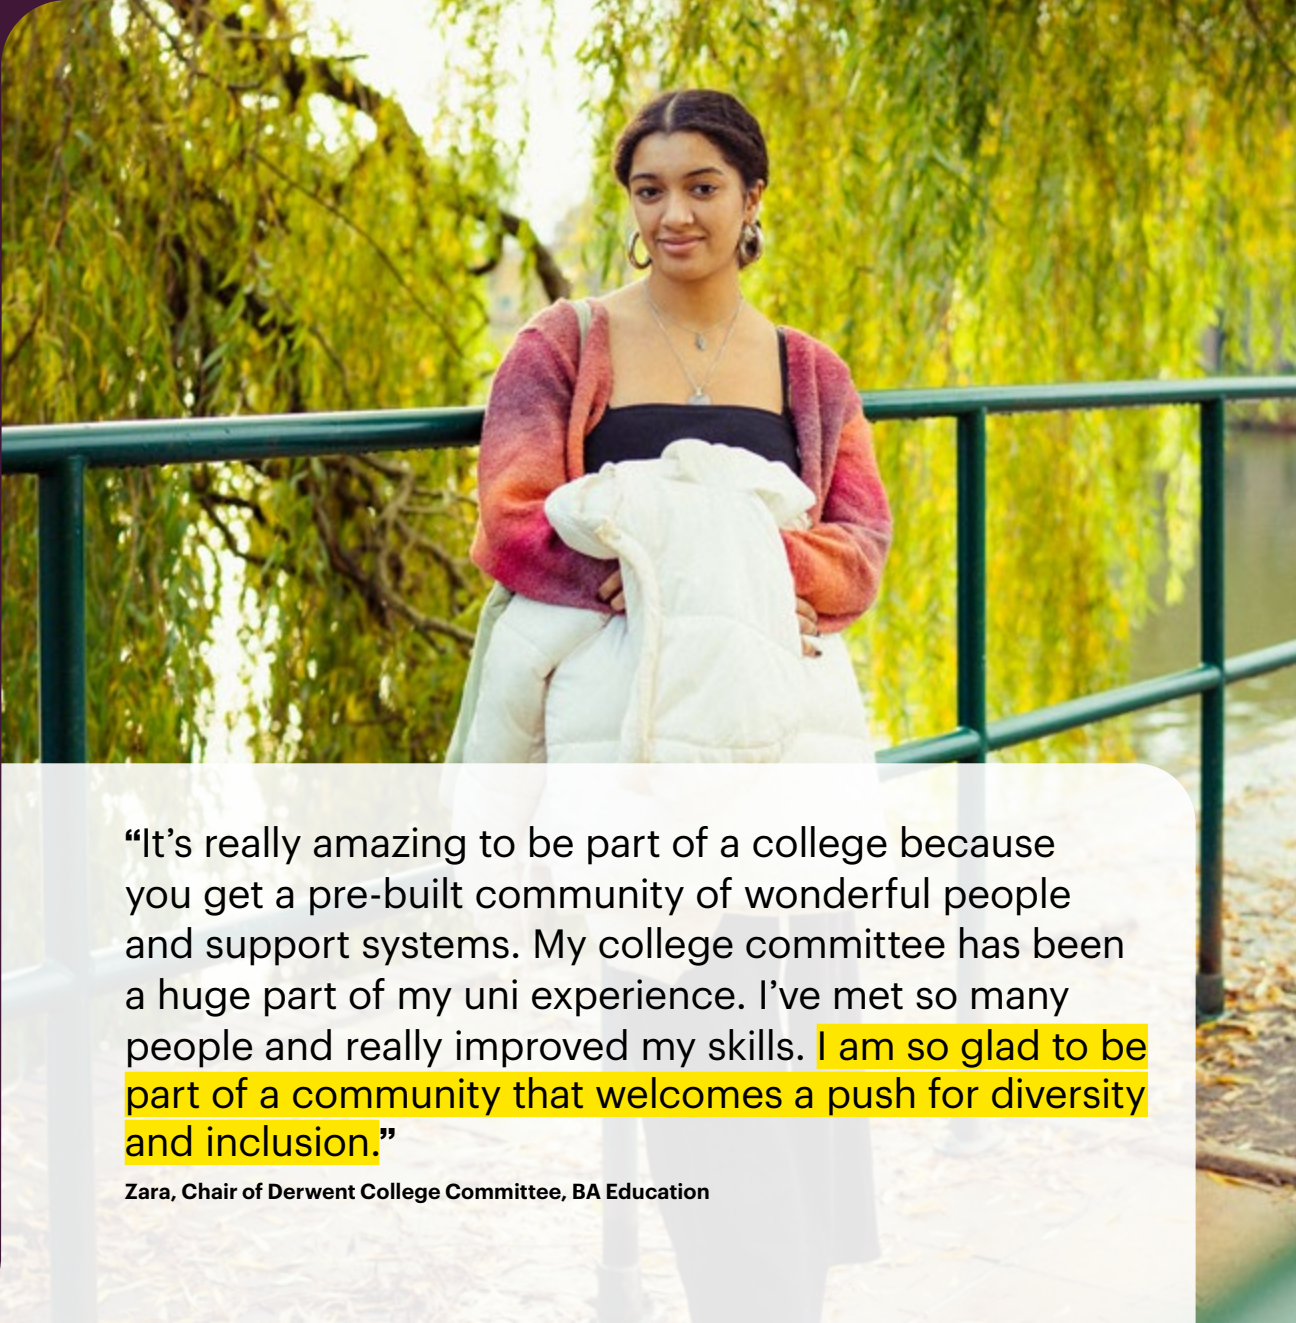 “It’s really amazing to be part of a college because
you get a pre-built community of wonderful people
and support systems. My college committee has been
a huge part of my uni experience. I’ve met so many
people and really improved my skills. I am so glad to be
part of a community that welcomes a push for diversity
and inclusion.”
Zara, Chair of Derwent College Committee, BA Education